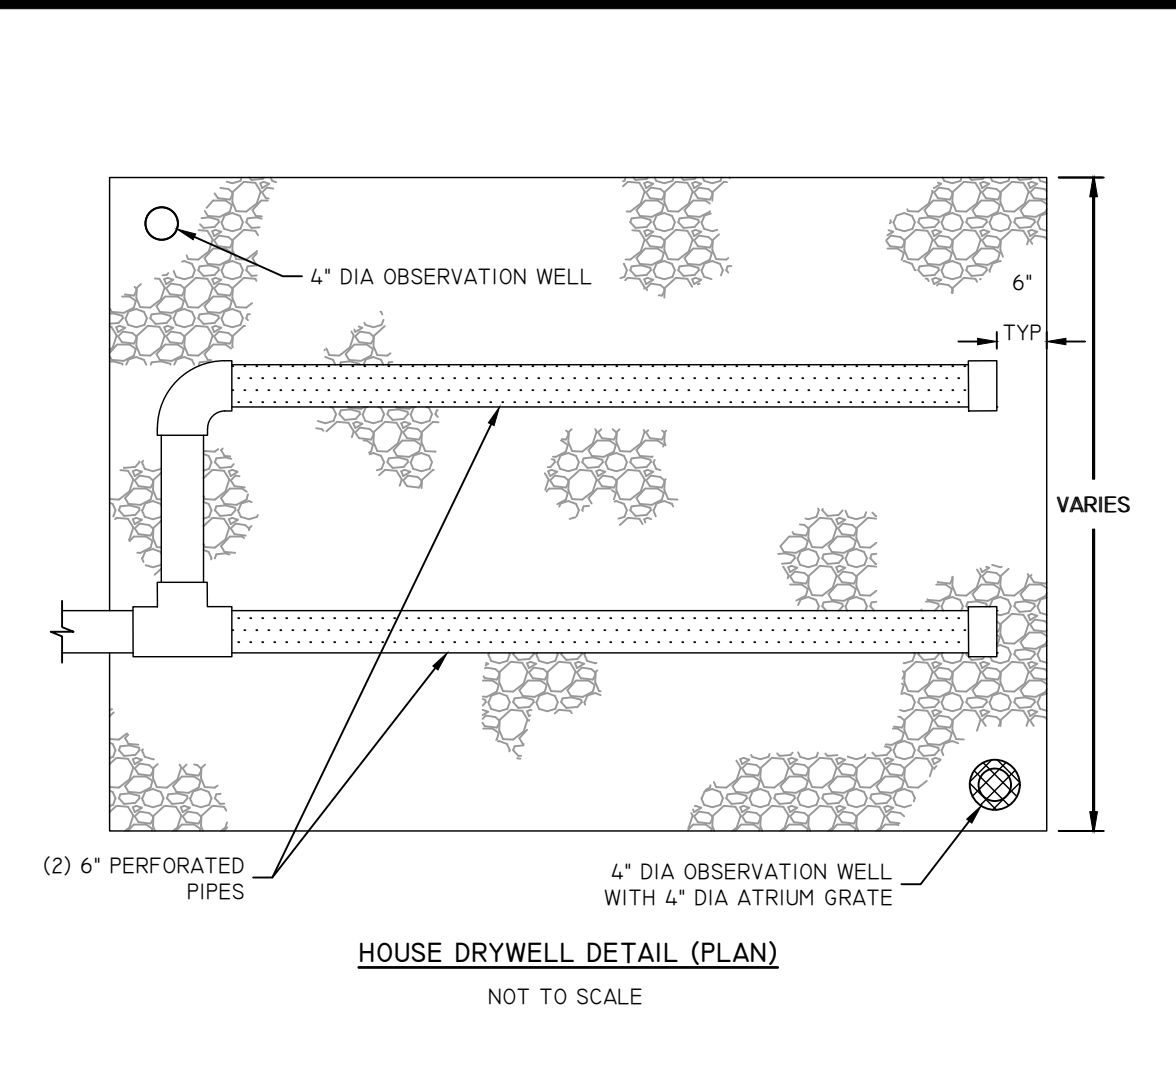 4" DIA OBSERVATION WELL
6"
TYP
VARIES
(2) 6" PERFORATED
PIPES
4" DIA OBSERVATION WELL
WITH 4" DIA ATRIUM GRATE
HOUSE DRYWELL DETAIL (PLAN)
NOT TO SCALE